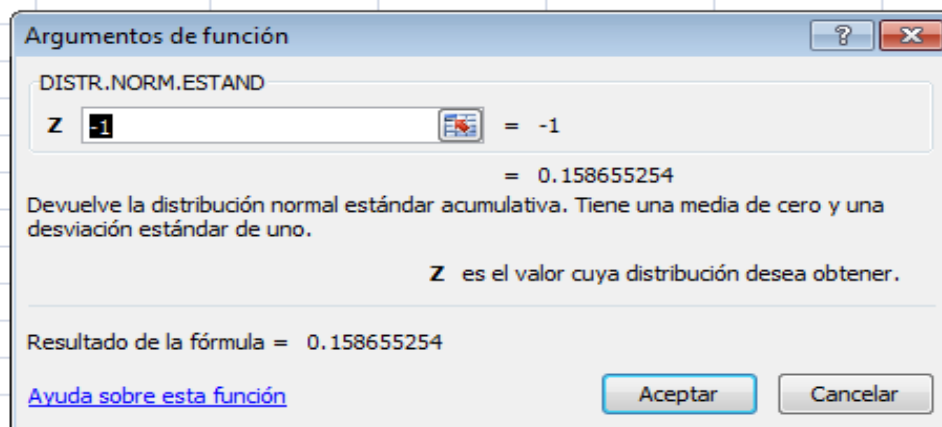 Argumentos de función
DISTR.NORM.ESTAND
Z -1 = -1
= 0.158655254
Devuelve la distribución normal estándar acumulativa. Tiene una media de cero y una
desviación estándar de uno.
Z es el valor cuya distribución desea obtener.
Resultado de la fórmula = 0.158655254
Ayuda sobre esta función Aceptar Cancelar